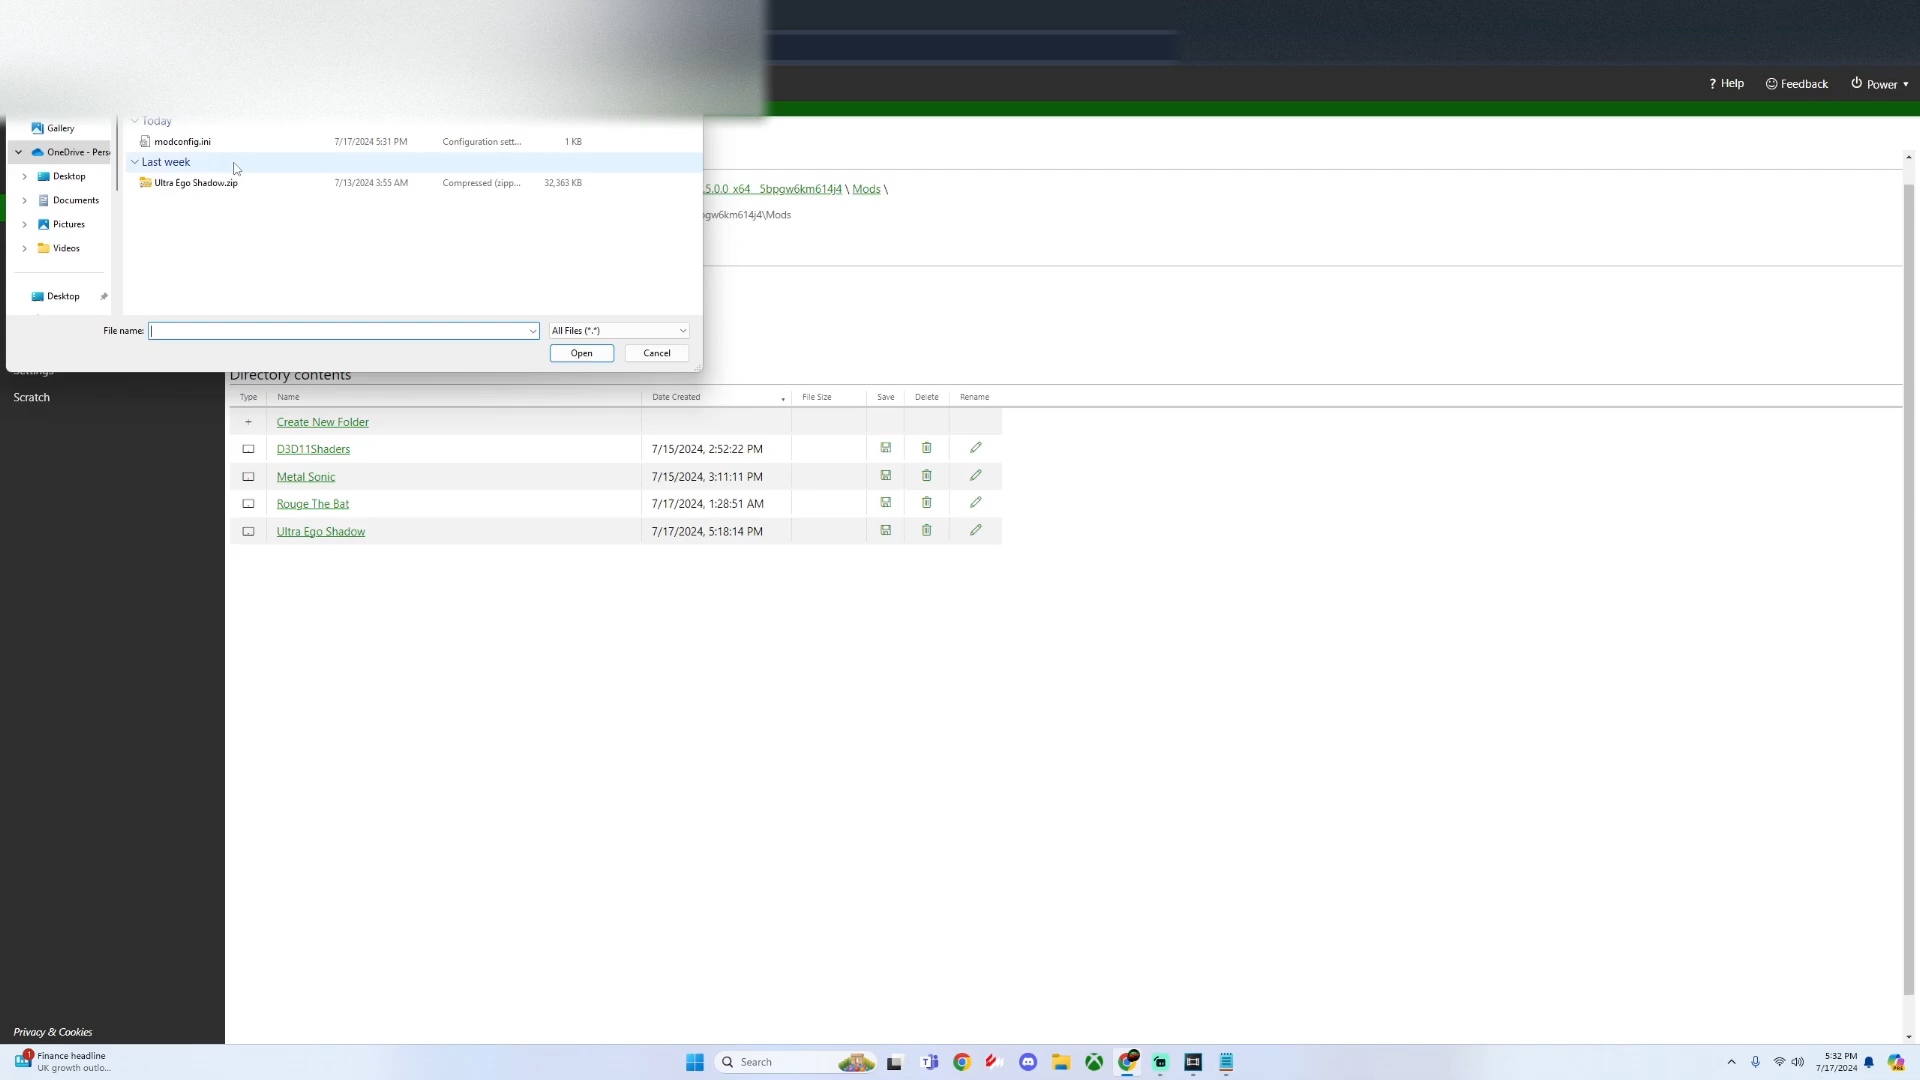 ? Help
Feedback
Power
Today
Gallery
modconfig.ini 7/17/2024 5:31 PM Configuration sett... 1 KB
OneDrive - Pers
Last week
Desktop
Ultra Ego Shadow.zip 7/13/2024 3:55 AM Compressed (zipp... 32,363 KB
.5.0.0_x64__5bpgw6km614j4 \ Mods \
Documents
pgw6km614j4\Mods
Pictures
Videos
Desktop
File name:
All Files (*.*)
Open
Cancel
Settings
Directory contents
Scratch
Type Name Date Created File Size Save Delete Rename
+ Create New Folder
D3D11Shaders 7/15/2024, 2:52:22 PM
Metal Sonic 7/15/2024, 3:11:11 PM
Rouge The Bat 7/17/2024, 1:28:51 AM
Ultra Ego Shadow 7/17/2024, 5:18:14 PM
Privacy & Cookies
1
Finance headline
UK growth outlo...
Search
5:32 PM
7/17/2024
PRE